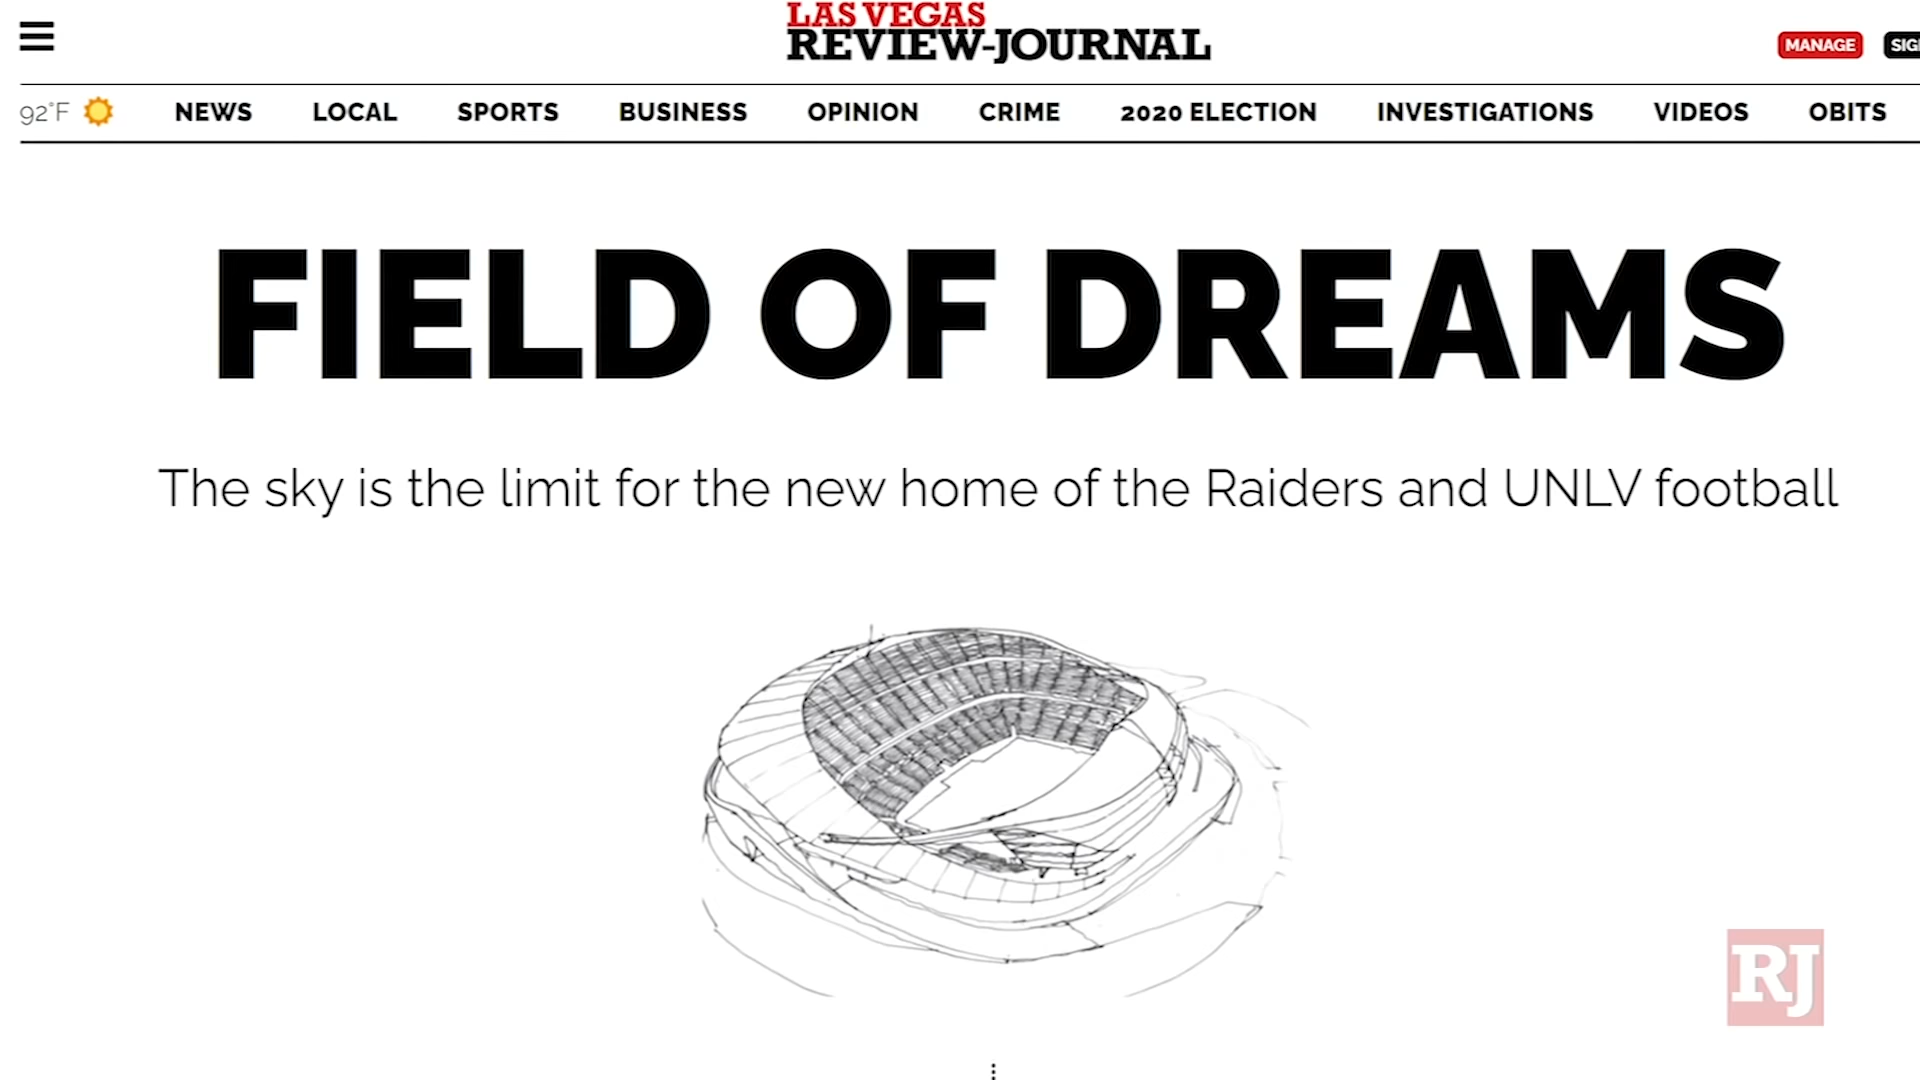 LAS VEGAS
REVIEW-JOURNAL
MANAGE
92°F NEWS LOCAL SPORTS BUSINESS OPINION CRIME 2020 ELECTION INVESTIGATIONS VIDEOS OBITS
FIELD OF DREAMS
The sky is the limit for the new home of the Raiders and UNLV football
RJ